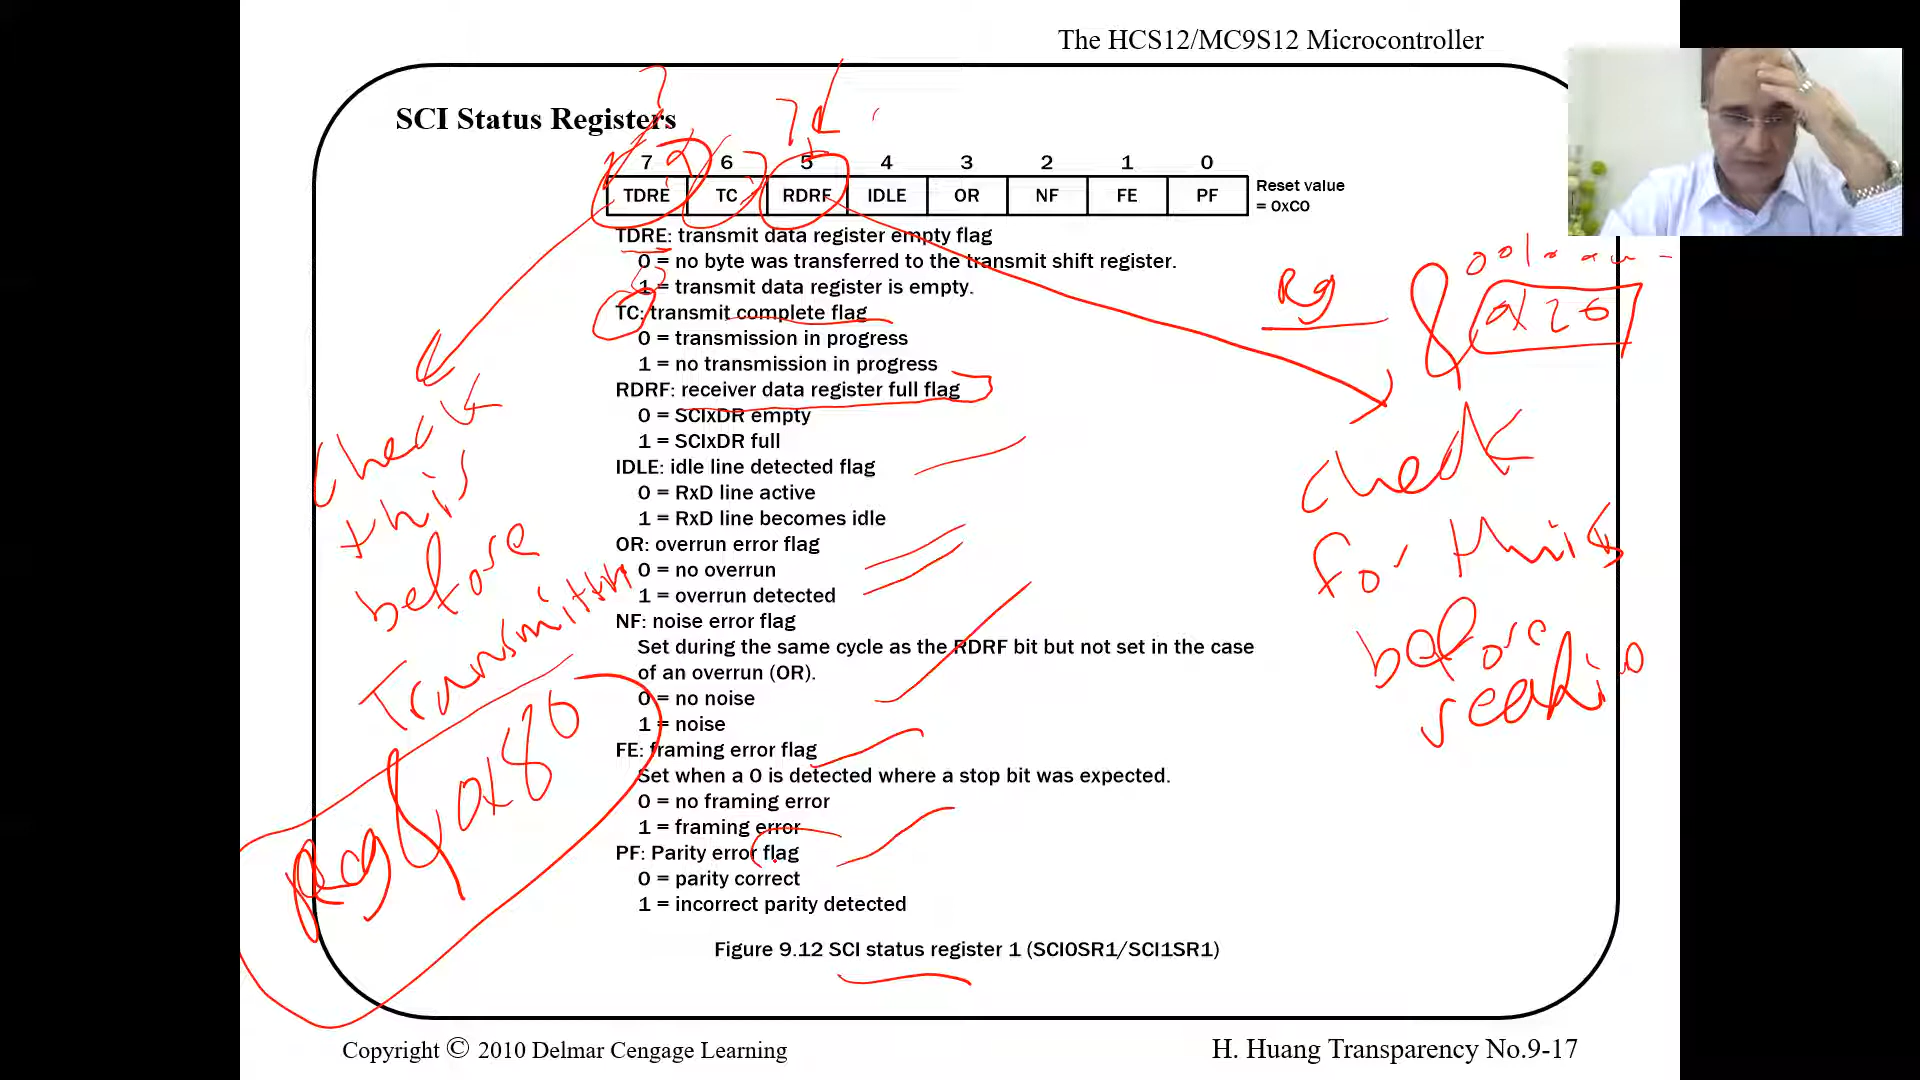 The HCS12/MC9S12 Microcontroller
SCI Status Registers
7 6 5 4 3 2 1 0
TDRE TC RDRF IDLE OR NF FE PF
Reset value
= 0xC0
TDRE: transmit data register empty flag
0 = no byte was transferred to the transmit shift register.
1 = transmit data register is empty.
TC: transmit complete flag
0 = transmission in progress
1 = no transmission in progress
RDRF: receiver data register full flag
0 = SCIxDR empty
1 = SCIxDR full
IDLE: idle line detected flag
0 = RxD line active
1 = RxD line becomes idle
OR: overrun error flag
0 = no overrun
1 = overrun detected
NF: noise error flag
Set during the same cycle as the RDRF bit but not set in the case
of an overrun (OR).
0 = no noise
1 = noise
FE: framing error flag
Set when a 0 is detected where a stop bit was expected.
0 = no framing error
1 = framing error
PF: Parity error flag
0 = parity correct
1 = incorrect parity detected
Figure 9.12 SCI status register 1 (SCI0SR1/SCI1SR1)
check
this
before
Reg & 0x80
Rg & 0x20
check
for this
before
Copyright © 2010 Delmar Cengage Learning
H. Huang Transparency No.9-17